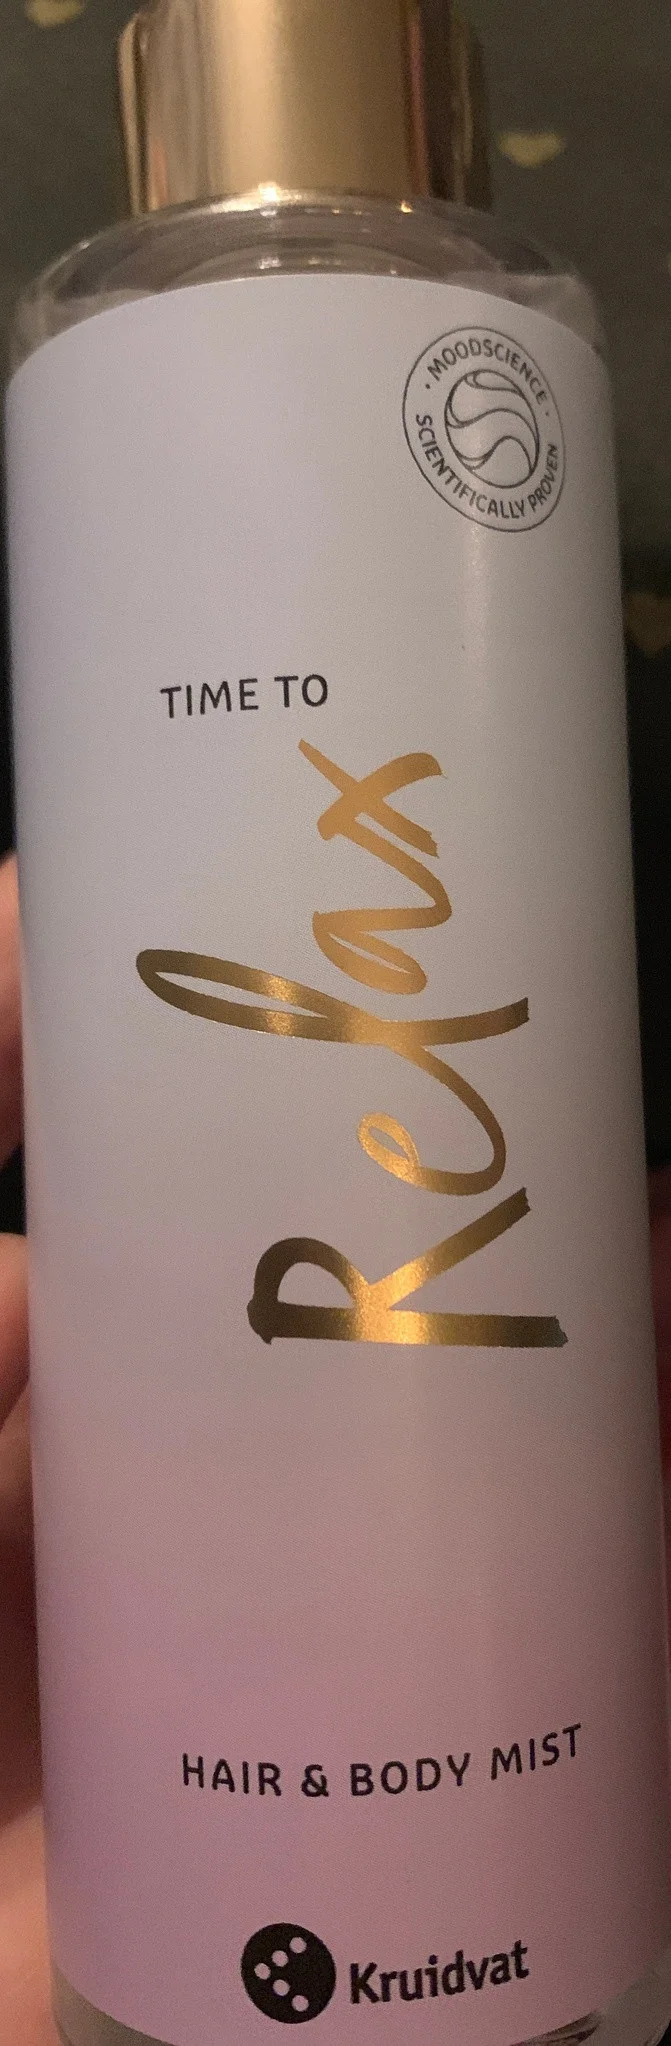 · MOODSCIENCE ·
SCIENTIFICALLY PROVEN
TIME TO
Relax
HAIR & BODY MIST
Kruidvat